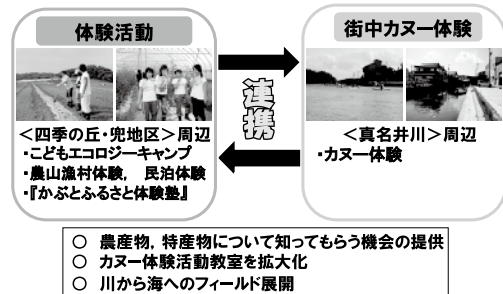 体験活動
街中カヌー体験
連携
＜四季の丘・兜地区＞周辺
・こどもエコロジーキャンプ
・農山漁村体験， 民泊体験
・『かぶとふるさと体験塾』
＜真名井川＞周辺
・カヌー体験
○ 農産物，特産物について知ってもらう機会の提供
○ カヌー体験活動教室を拡大化
○ 川から海へのフィールド展開